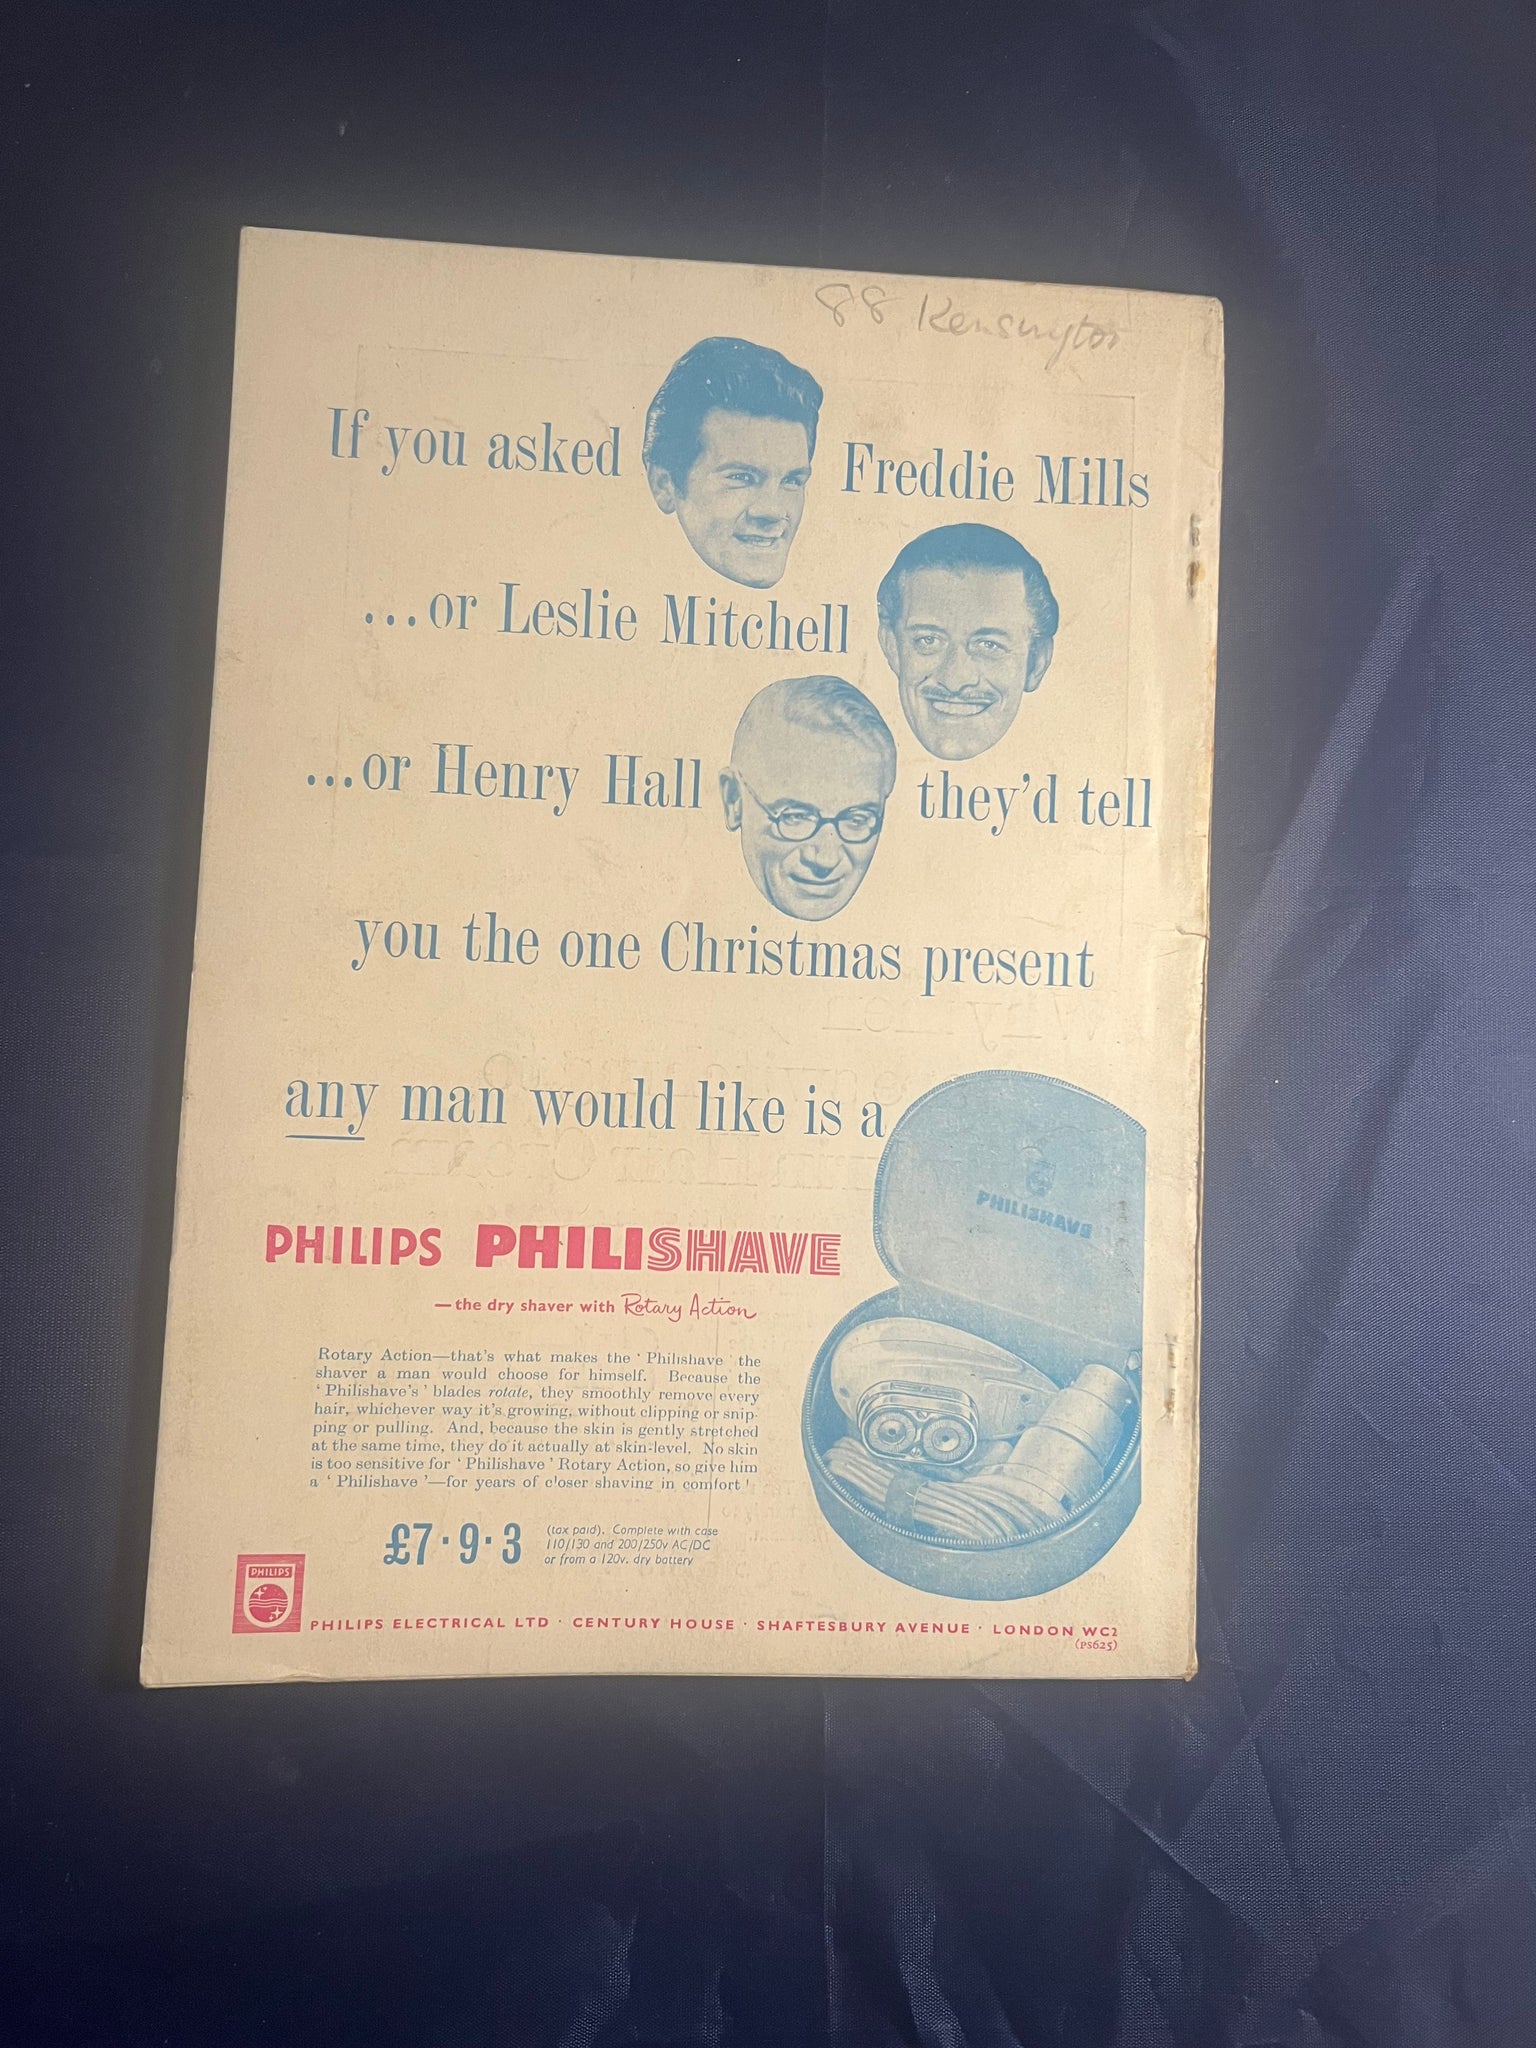 88 Kensington
If you asked Freddie Mills
...or Leslie Mitchell
...or Henry Hall they'd tell
you the one Christmas present
any man would like is a
PHILISHAVE
PHILIPS PHILISHAVE
—the dry shaver with Rotary Action
Rotary Action—that's what makes the 'Philishave' the
shaver a man would choose for himself. Because the
'Philishave's' blades rotate, they smoothly remove every
hair, whichever way it's growing, without clipping or snip-
ping or pulling. And, because the skin is gently stretched
at the same time, they do it actually at skin-level. No skin
is too sensitive for 'Philishave' Rotary Action, so give him
a 'Philishave'—for years of closer shaving in comfort!
£7·9·3
(tax paid). Complete with case
110/130 and 200/250v AC/DC
or from a 120v. dry battery
PHILIPS
PHILIPS ELECTRICAL LTD · CENTURY HOUSE · SHAFTESBURY AVENUE · LONDON WC2
(PS625)